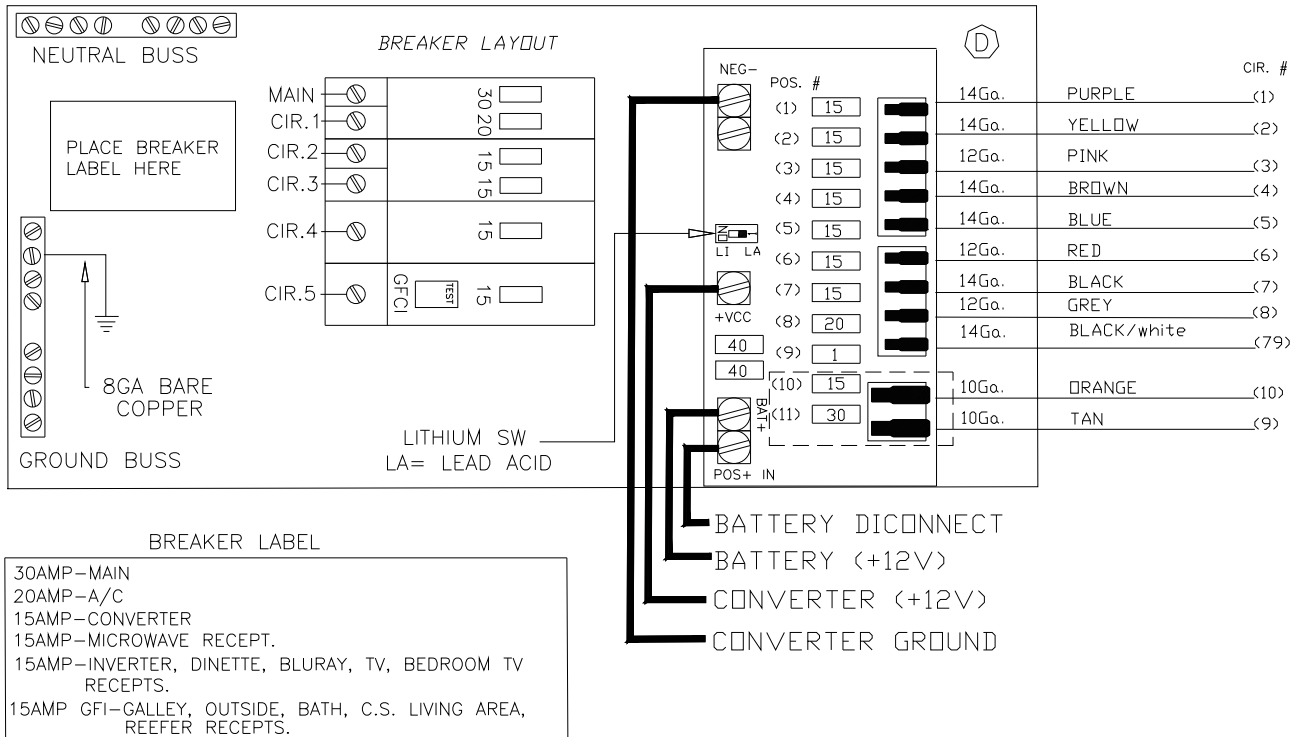 NEUTRAL BUSS
BREAKER LAYOUT
D
PLACE BREAKER
LABEL HERE
MAIN
30
CIR.1
20
CIR.2
15
CIR.3
15
CIR.4
15
CIR.5
GFCI
TEST
15
8GA BARE
COPPER
GROUND BUSS
LITHIUM SW
LA= LEAD ACID
NEG-
ON
LI LA
+VCC
40
40
BAT+
POS+ IN
POS. #
(1) 15
(2) 15
(3) 15
(4) 15
(5) 15
(6) 15
(7) 15
(8) 20
(9) 1
(10) 15
(11) 30
CIR. #
14Ga. PURPLE (1)
14Ga. YELLOW (2)
12Ga. PINK (3)
14Ga. BROWN (4)
14Ga. BLUE (5)
12Ga. RED (6)
14Ga. BLACK (7)
12Ga. GREY (8)
14Ga. BLACK/white (79)
10Ga. ORANGE (10)
10Ga. TAN (9)
BATTERY DICONNECT
BATTERY (+12V)
CONVERTER (+12V)
CONVERTER GROUND
BREAKER LABEL
30AMP-MAIN
20AMP-A/C
15AMP-CONVERTER
15AMP-MICROWAVE RECEPT.
15AMP-INVERTER, DINETTE, BLURAY, TV, BEDROOM TV
RECEPTS.
15AMP GFI-GALLEY, OUTSIDE, BATH, C.S. LIVING AREA,
REEFER RECEPTS.